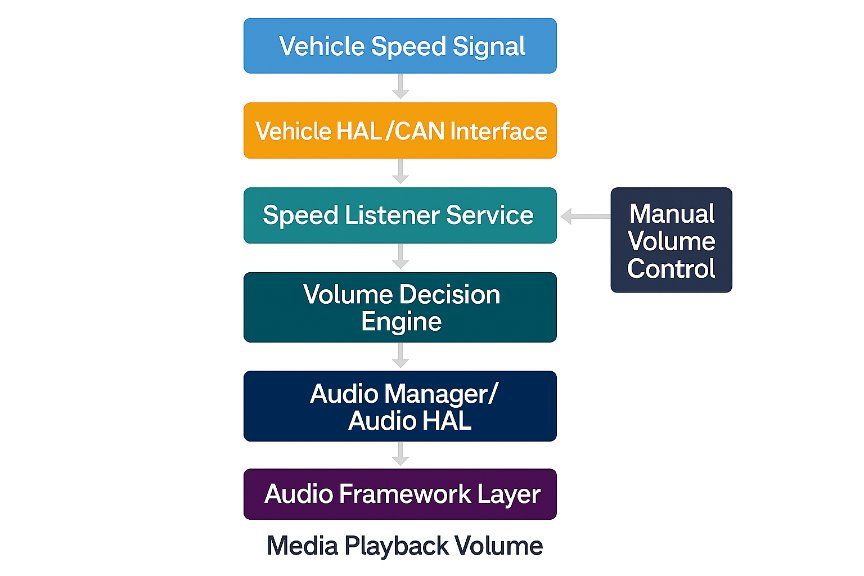 Vehicle Speed Signal
Vehicle HAL/CAN Interface
Speed Listener Service
Manual
Volume
Control
Volume Decision
Engine
Audio Manager/
Audio HAL
Audio Framework Layer
Media Playback Volume